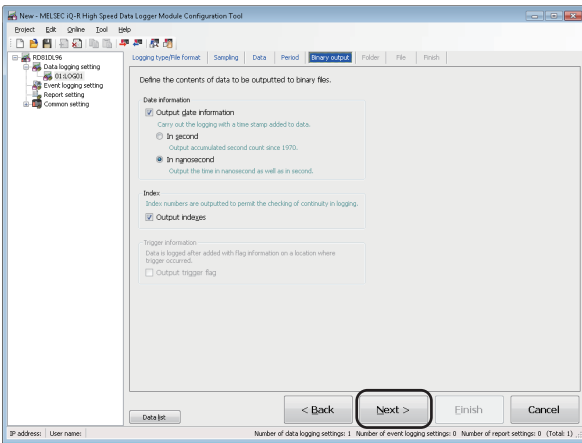 New - MELSEC iQ-R High Speed Data Logger Module Configuration Tool
Project Edit Online Tool Help
RD81DL96
Data logging setting
01:LOG01
Event logging setting
Report setting
Common setting
Logging type/File format Sampling Data Period Binary output Folder File Finish
Define the contents of data to be outputted to binary files.
Date information
Output date information
Carry out the logging with a time stamp added to data.
In second
Output accumulated second count since 1970.
In nanosecond
Output the time in nanosecond as well as in second.
Index
Index numbers are outputted to permit the checking of continuity in logging.
Output indexes
Trigger information
Data is logged after added with flag information on a location where
trigger occurred.
Output trigger flag
Data list
< Back
Next >
Finish
Cancel
IP address: User name: Number of data logging settings: 1 Number of event logging settings: 0 Number of report settings: 0 (Total: 1)